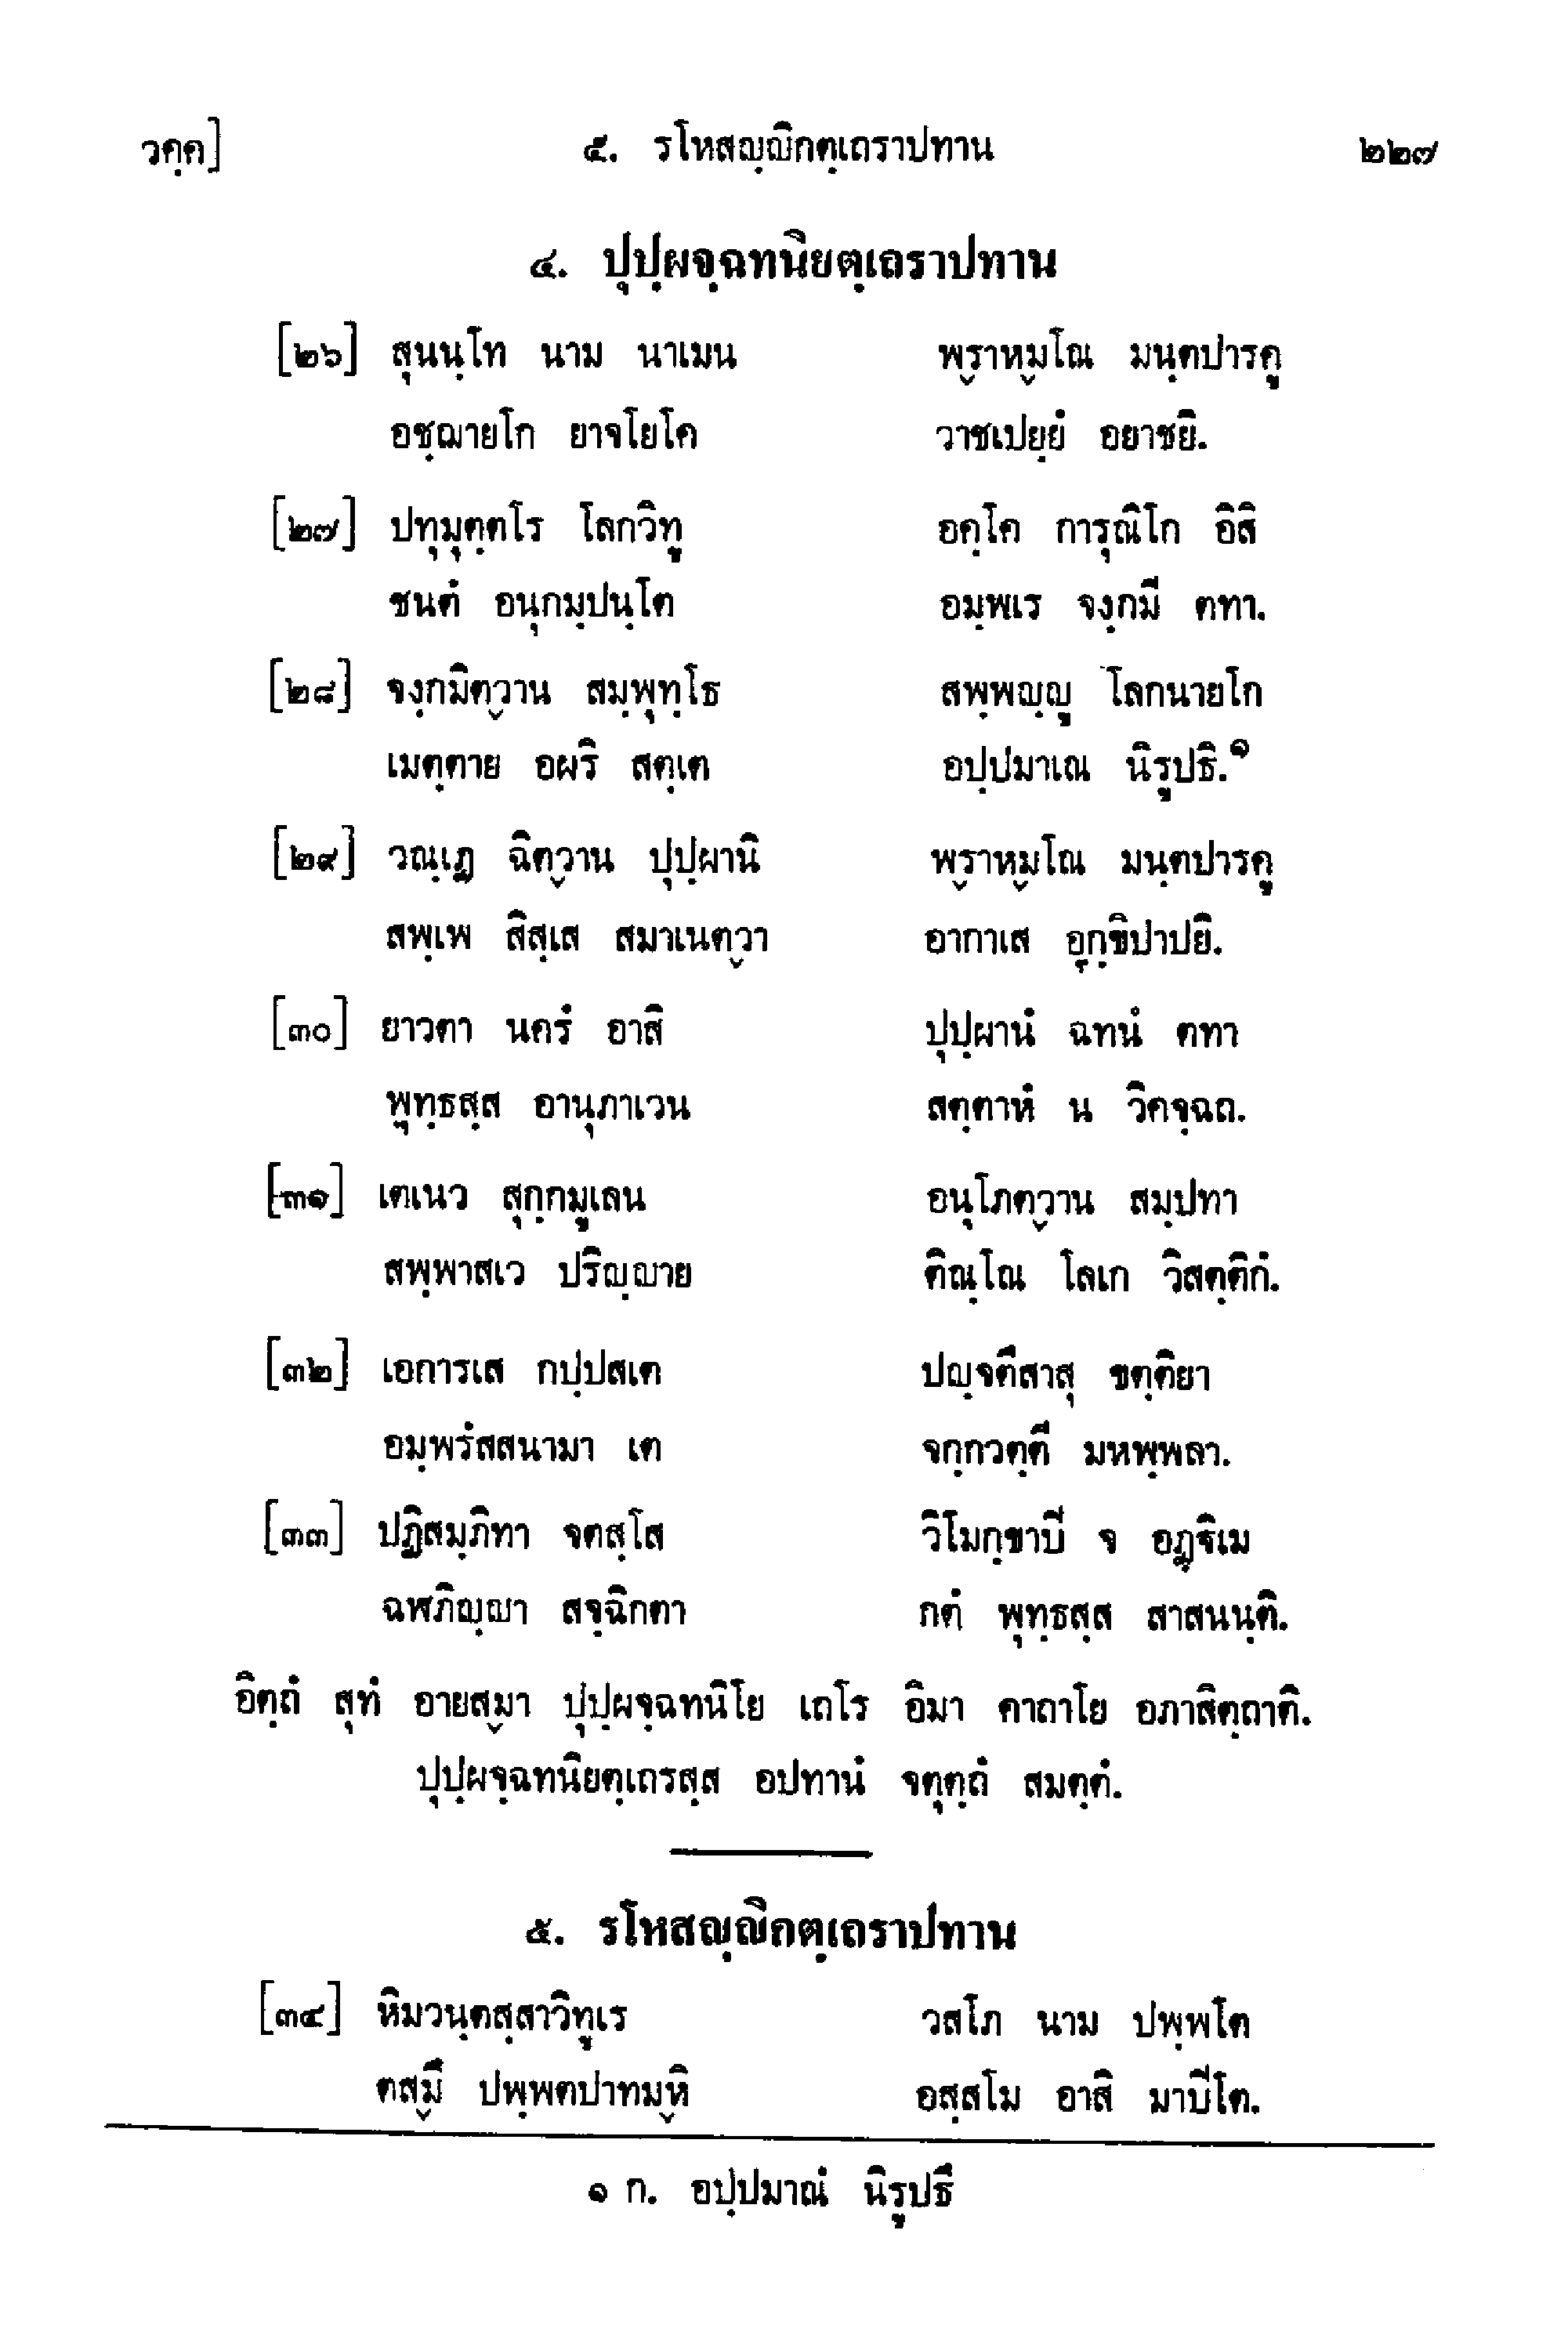 วคฺค] ๕. รโหสญฺญิกตฺเถราปทาน ๒๒๗
๔. ปุปฺผจฺฉทนิยตฺเถราปทาน
[๒๖] สุนนฺโท นาม นาเมน พฺราหฺมโณ มนฺตปารคู
อชฺฌายโก ยาจโยโค วาชเปยฺยํ อยาชยิ.
[๒๗] ปทุมุตฺตโร โลกวิทู อคฺโค การุณิโก อิสิ
ชนตํ อนุกมฺปนฺโต อมฺพเร จงฺกมี ตทา.
[๒๘] จงฺกมิตฺวาน สมฺพุทฺโธ สพฺพญฺญู โลกนายโก
เมตฺตาย อผริ สตฺเต อปฺปมาเณ นิรูปธิ.๑
[๒๙] วณฺเฏ ฉิตฺวาน ปุปฺผานิ พฺราหฺมโณ มนฺตปารคู
สพฺเพ สิสฺเส สมาเนตฺวา อากาเส อุกฺขิปาปยิ.
[๓๐] ยาวตา นครํ อาสิ ปุปฺผานํ ฉทนํ ตทา
พุทฺธสฺส อานุภาเวน สตฺตาหํ น วิคจฺฉถ.
[๓๑] เตเนว สุกฺกมูเลน อนุโภตฺวาน สมฺปทา
สพฺพาสเว ปริญฺญาย ติณฺโณ โลเก วิสตฺติกํ.
[๓๒] เอการเส กปฺปสเต ปญฺจตึสาสุ ขตฺติยา
อมฺพรํสสนามา เต จกฺกวตฺตี มหพฺพลา.
[๓๓] ปฏิสมฺภิทา จตสฺโส วิโมกฺขาปี จ อฏฺฐิเม
ฉฬภิญฺญา สจฺฉิกตา กตํ พุทฺธสฺส สาสนนฺติ.
อิตฺถํ สุทํ อายสฺมา ปุปฺผจฺฉทนิโย เถโร อิมา คาถาโย อภาสิตฺถาติ.
ปุปฺผจฺฉทนิยตฺเถรสฺส อปทานํ จตุตฺถํ สมตฺตํ.
๕. รโหสญฺญิกตฺเถราปทาน
[๓๔] หิมวนฺตสฺสาวิทูเร วสโภ นาม ปพฺพโต
ตสฺมึ ปพฺพตปาทมฺหิ อสฺสโม อาสิ มาปิโต.
๑ ก. อปฺปมาณํ นิรูปธึ